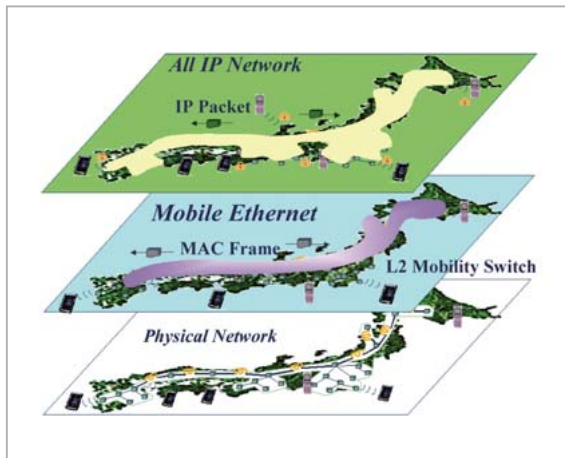 All IP Network
IP Packet
Mobile Ethernet
MAC Frame
L2 Mobility Switch
Physical Network